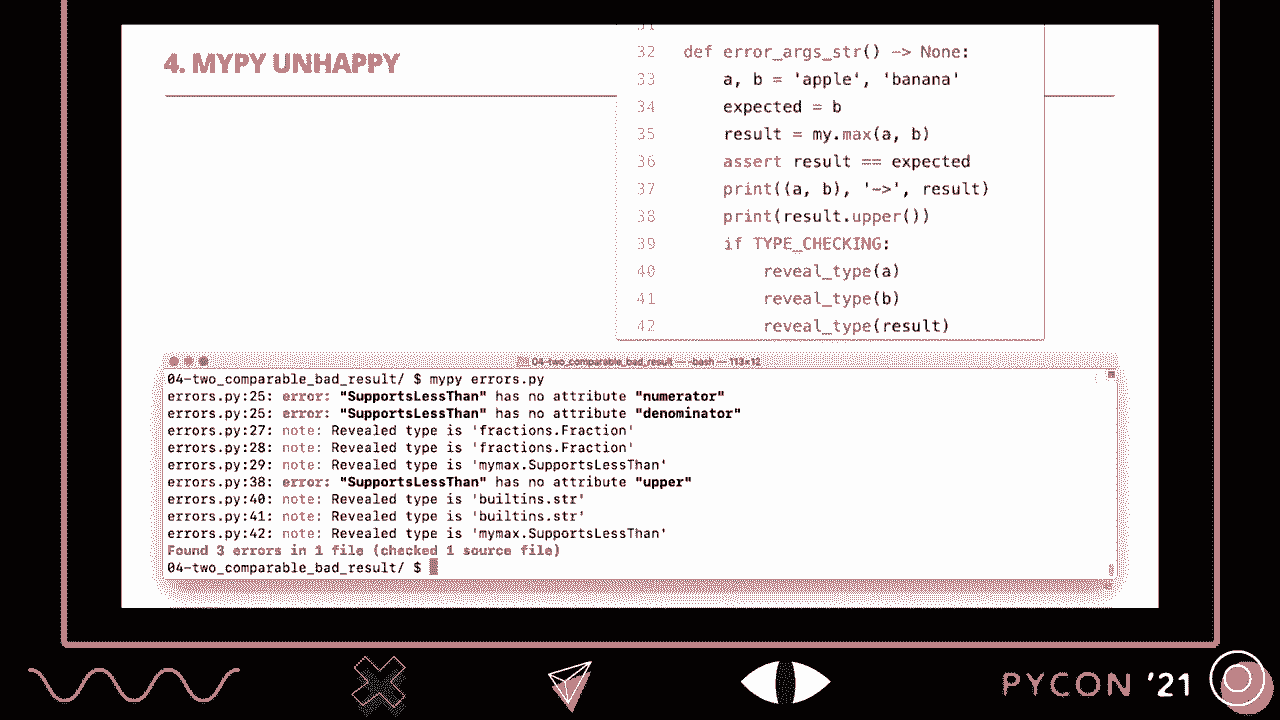 4. MYPY UNHAPPY
31
32 def error_args_str() -> None:
33 a, b = 'apple', 'banana'
34 expected = b
35 result = my.max(a, b)
36 assert result == expected
37 print((a, b), '->', result)
38 print(result.upper())
39 if TYPE_CHECKING:
40 reveal_type(a)
41 reveal_type(b)
42 reveal_type(result)
04-two_comparable_bad_result — -bash — 113×12
04-two_comparable_bad_result/ $ mypy errors.py
errors.py:25: error: "SupportsLessThan" has no attribute "numerator"
errors.py:25: error: "SupportsLessThan" has no attribute "denominator"
errors.py:27: note: Revealed type is 'fractions.Fraction'
errors.py:28: note: Revealed type is 'fractions.Fraction'
errors.py:29: note: Revealed type is 'mymax.SupportsLessThan'
errors.py:38: error: "SupportsLessThan" has no attribute "upper"
errors.py:40: note: Revealed type is 'builtins.str'
errors.py:41: note: Revealed type is 'builtins.str'
errors.py:42: note: Revealed type is 'mymax.SupportsLessThan'
Found 3 errors in 1 file (checked 1 source file)
04-two_comparable_bad_result/ $
PYCON '21